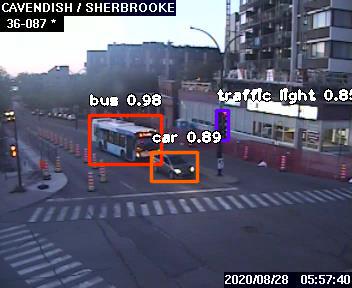 CAVENDISH / SHERBROOKE
36-087 *
bus 0.98
traffic light 0.85
car 0.89
2020/08/28 05:57:40